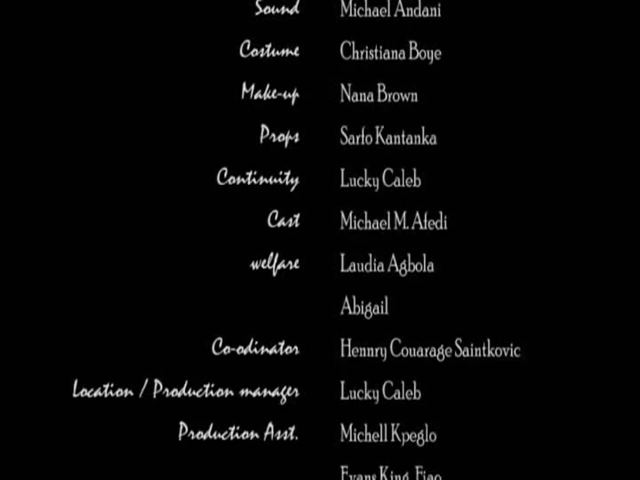 Sound Michael Andani
Costume Christiana Boye
Make-up Nana Brown
Props Sarfo Kantanka
Continuity Lucky Caleb
Cast Michael M. Afedi
welfare Laudia Agbola
Abigail
Co-odinator Hennry Couarage Saintkovic
Location / Production manager Lucky Caleb
Production Asst. Michell Kpeglo
Evans King